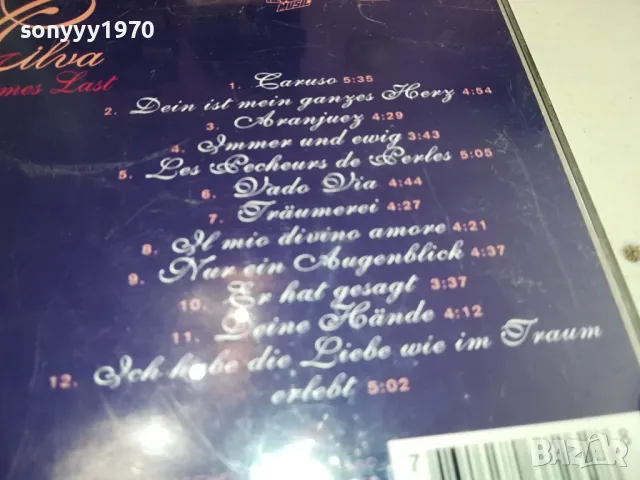 sonyyy1970
MUSIC
ilva
mes Last
1. Caruso 5:35
2. Dein ist mein ganzes Herz 4:54
3. Aranjuez 4:29
4. Immer und ewig 3:43
5. Les Pecheurs de Perles 5:05
6. Vado Via 4:44
7. Träumerei 4:27
8. Il mio divino amore 4:21
9. Nur ein Augenblick 4:37
10. Er hat gesagt 3:37
11. Deine Hände 4:12
12. Ich habe die Liebe wie im Traum
erlebt 5:02
7
BAZAR